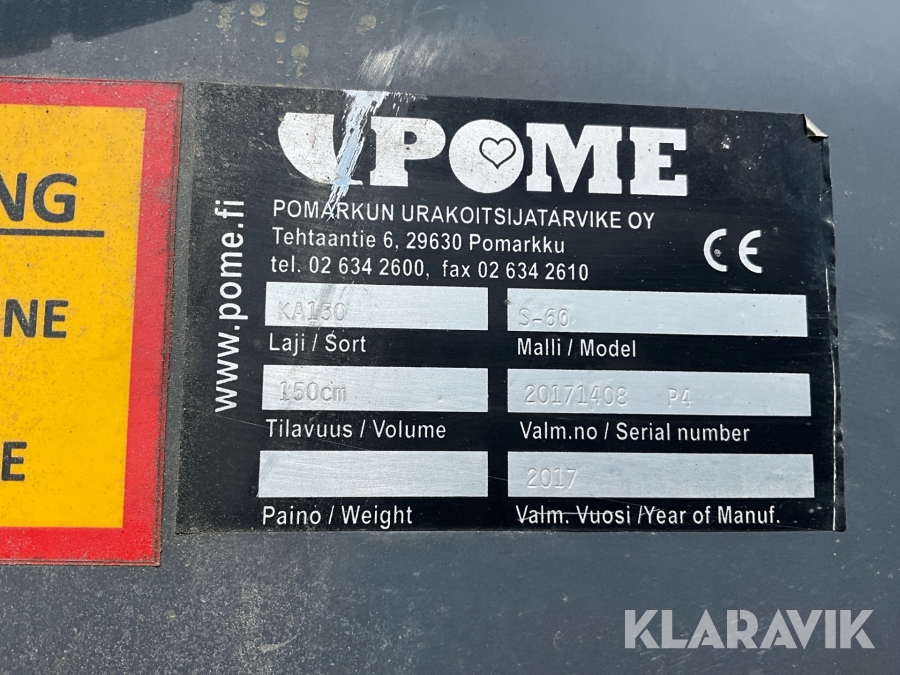 NG
NE
E
POME
www.pome.fi
POMARKUN URAKOITSIJATARVIKE OY
Tehtaantie 6, 29630 Pomarkku
tel. 02 634 2600, fax 02 634 2610
CE
KA130 S-60
Laji / Sort Malli / Model
150cm 20171408 P4
Tilavuus / Volume Valm.no / Serial number
2017
Paino / Weight Valm. Vuosi /Year of Manuf.
KLARAVIK